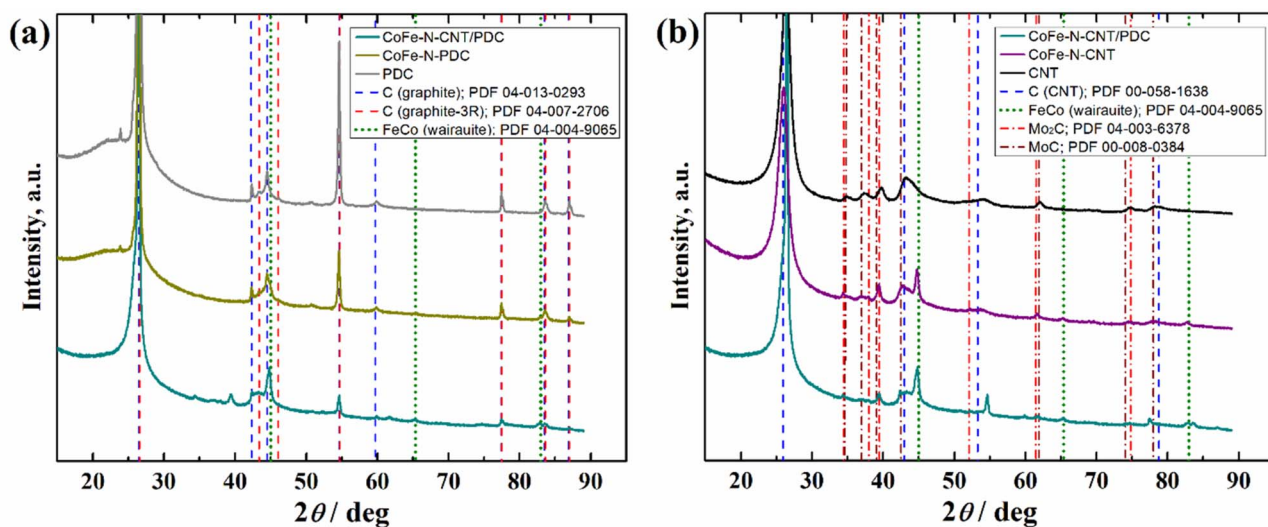 (a)
CoFe-N-CNT/PDC
CoFe-N-PDC
PDC
C (graphite); PDF 04-013-0293
C (graphite-3R); PDF 04-007-2706
FeCo (wairauite); PDF 04-004-9065
Intensity, a.u.
20 30 40 50 60 70 80 90
2θ / deg
(b)
CoFe-N-CNT/PDC
CoFe-N-CNT
CNT
C (CNT); PDF 00-058-1638
FeCo (wairauite); PDF 04-004-9065
Mo₂C; PDF 04-003-6378
MoC; PDF 00-008-0384
Intensity, a.u.
20 30 40 50 60 70 80 90
2θ / deg